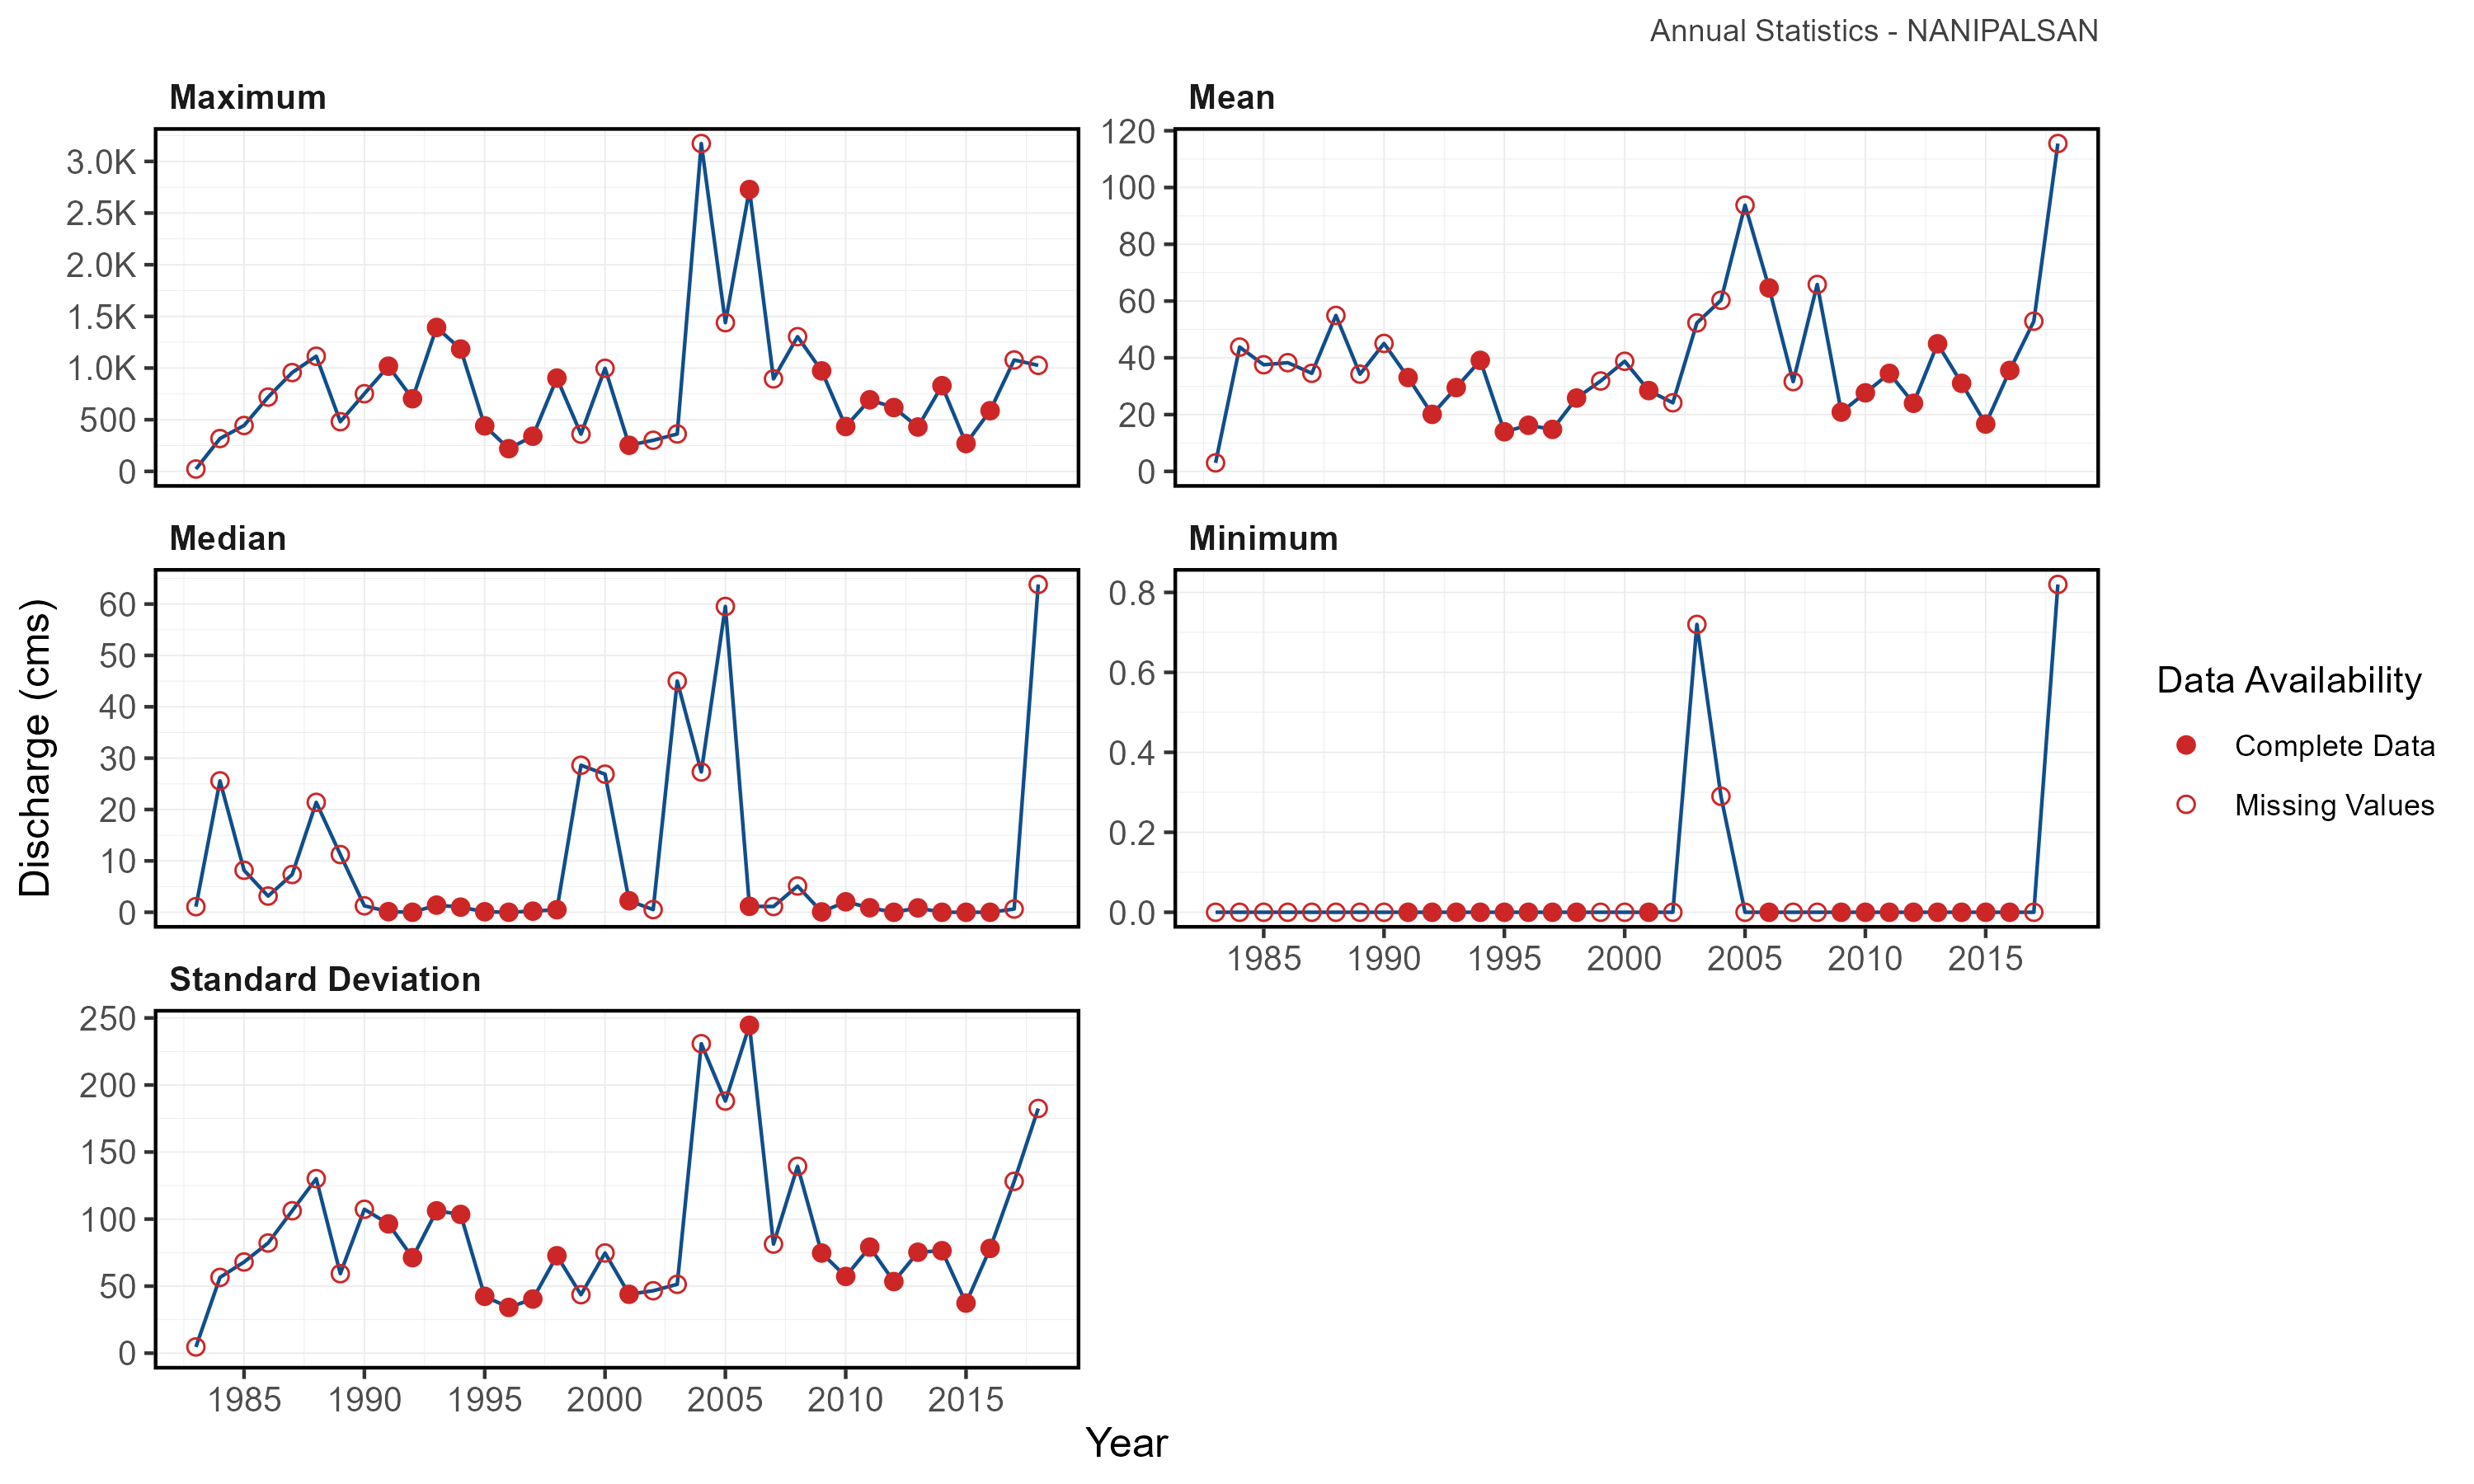 Annual Statistics - NANIPALSAN
Maximum
3.0K
2.5K
2.0K
1.5K
1.0K
500
0
Mean
120
100
80
60
40
20
0
Median
60
50
40
30
20
10
0
Minimum
0.8
0.6
0.4
0.2
0.0
1985 1990 1995 2000 2005 2010 2015
Standard Deviation
250
200
150
100
50
0
1985 1990 1995 2000 2005 2010 2015
Discharge (cms)
Year
Data Availability
Complete Data
Missing Values